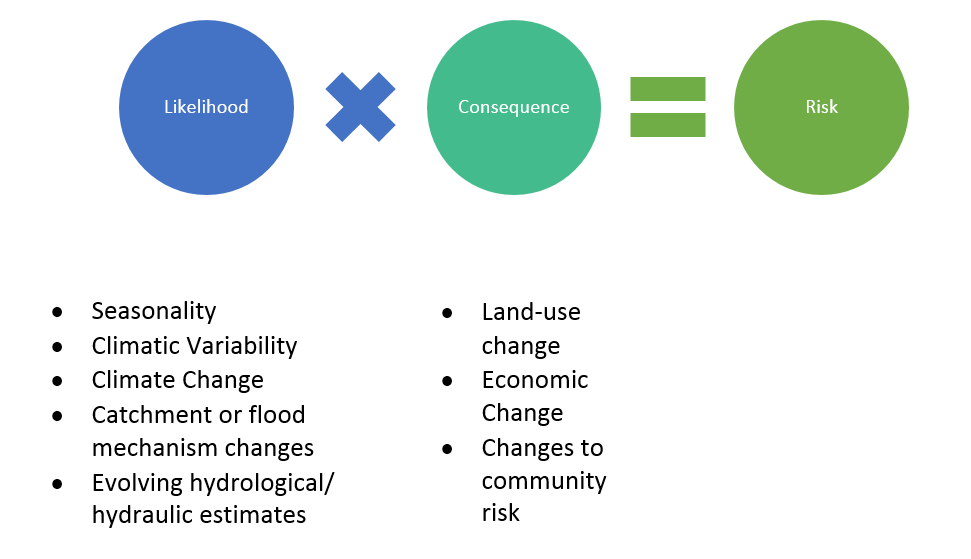 Likelihood
Consequence
Risk
• Seasonality
• Climatic Variability
• Climate Change
• Catchment or flood
mechanism changes
• Evolving hydrological/
hydraulic estimates
• Land-use
change
• Economic
Change
• Changes to
community
risk